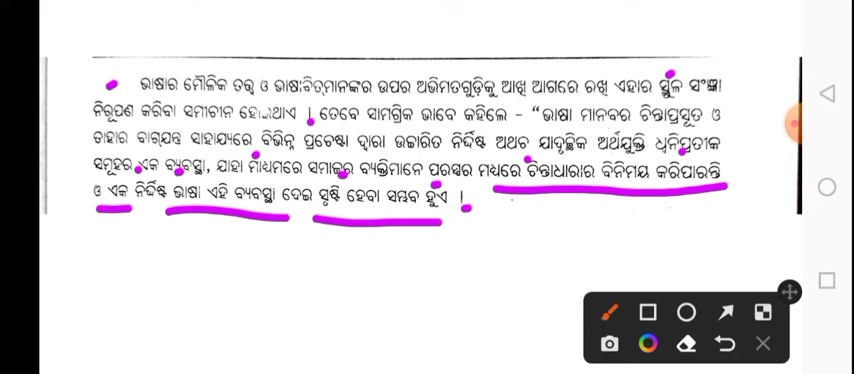 ଭାଷାର ମୌଳିକ ତତ୍ତ୍ୱ ଓ ଭାଷାବିତ୍‌ମାନଙ୍କର ଉପର ଅଭିମତଗୁଡ଼ିକୁ ଆଖି ଆଗରେ ରଖି ଏହାର ସ୍ଥୁଳ ସଂଜ୍ଞା
ନିରୂପଣ କରିବା ସମୀଚୀନ ହୋଇଥାଏ । ତେବେ ସାମଗ୍ରିକ ଭାବେ କହିଲେ - “ଭାଷା ମାନବର ଚିନ୍ତାପ୍ରସୂତ ଓ
ତାହାର ବାଗ୍‌ଯନ୍ତ୍ର ସାହାଯ୍ୟରେ ବିଭିନ୍ନ ପ୍ରଚେଷ୍ଟା ଦ୍ୱାରା ଉଚ୍ଚାରିତ ନିର୍ଦ୍ଦିଷ୍ଟ ଅଥଚ ଯାଦୃଚ୍ଛିକ ଅର୍ଥଯୁକ୍ତି ଧ୍ୱନିପ୍ରତୀକ
ସମୂହର ଏକ ବ୍ୟବସ୍ଥା, ଯାହା ମାଧ୍ୟମରେ ସମାଜର ବ୍ୟକ୍ତିମାନେ ପରସ୍ପର ମଧ୍ୟରେ ଚିନ୍ତାଧାରାର ବିନିମୟ କରିପାରନ୍ତି
ଓ ଏକ ନିର୍ଦ୍ଦିଷ୍ଟ ଭାଷା ଏହି ବ୍ୟବସ୍ଥା ଦେଇ ସୃଷ୍ଟି ହେବା ସମ୍ଭବ ହୁଏ ।